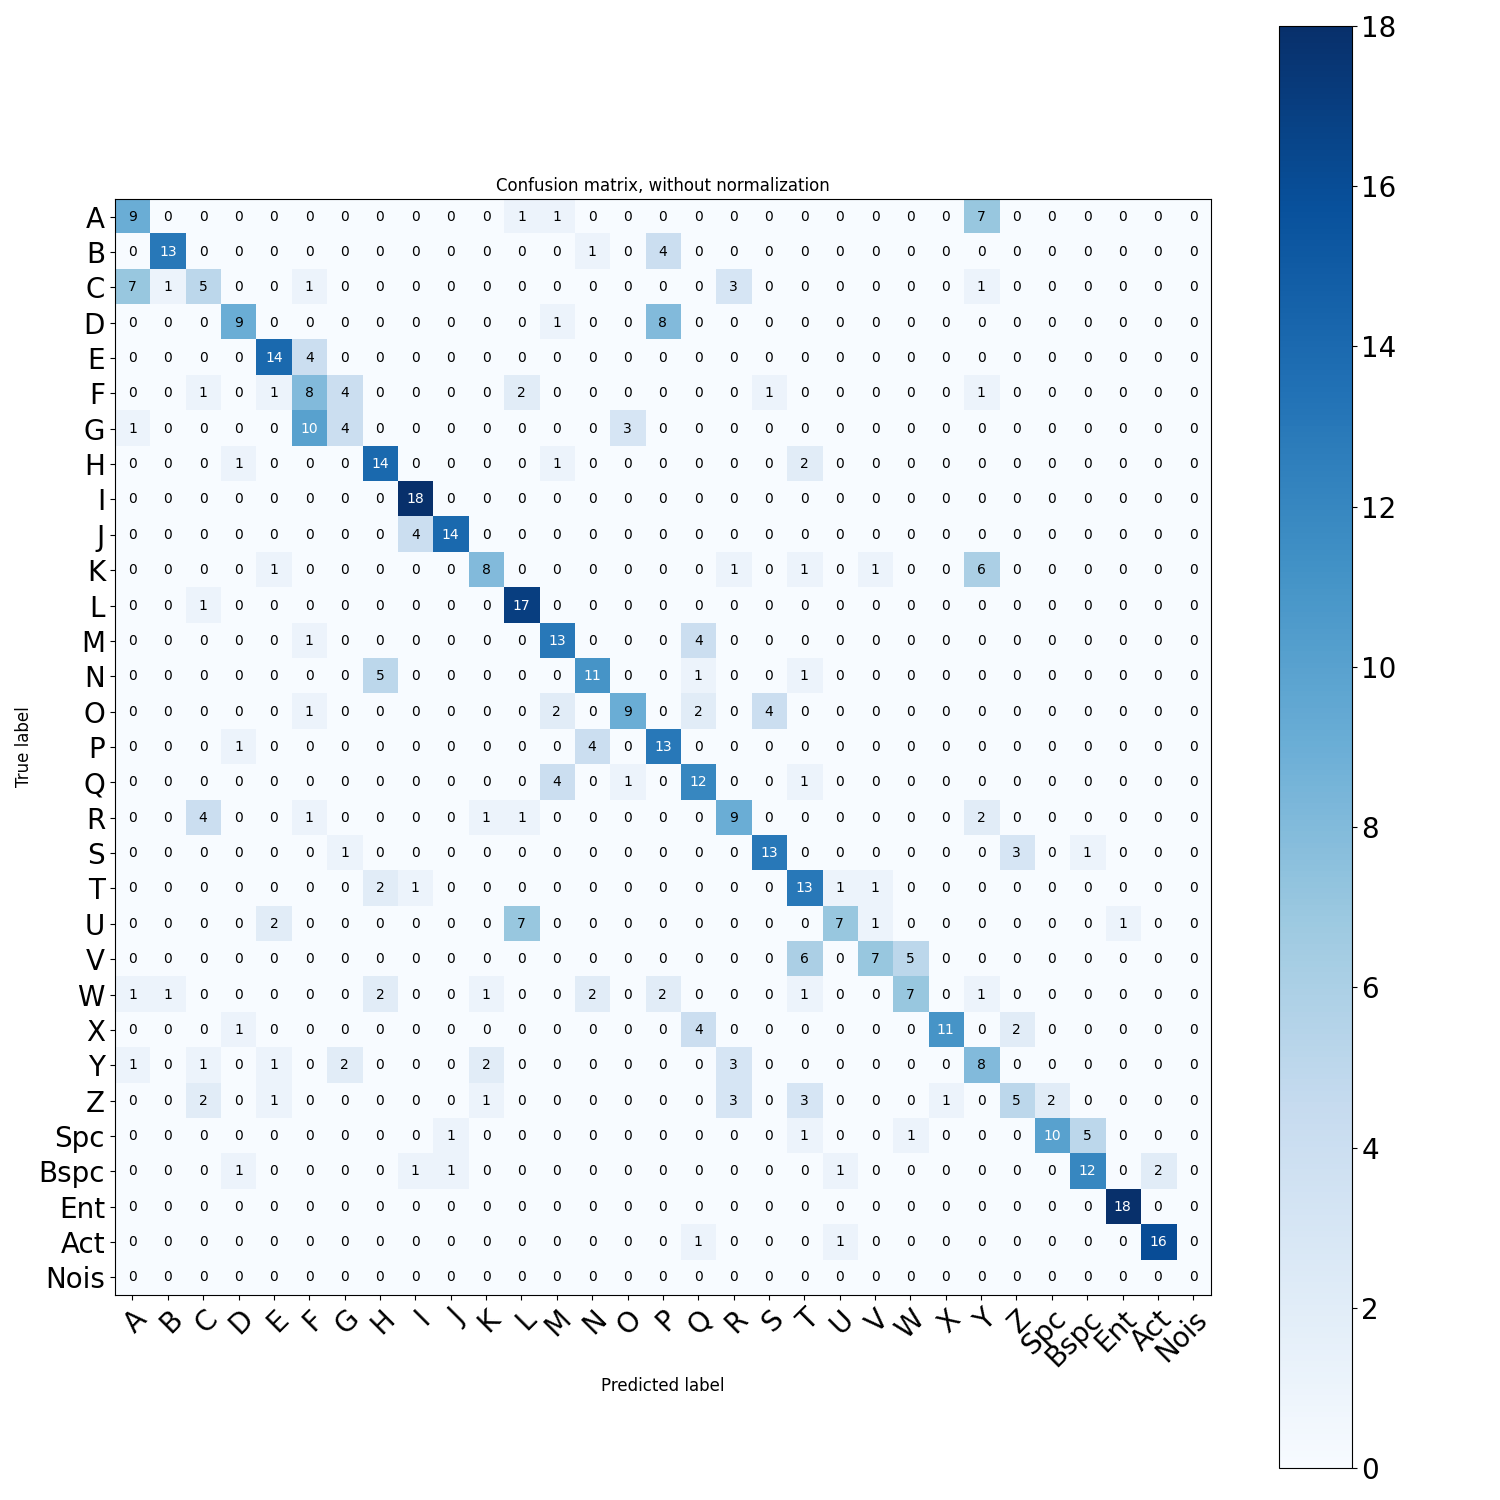 Confusion matrix, without normalization
True label
A 9 0 0 0 0 0 0 0 0 0 0 1 1 0 0 0 0 0 0 0 0 0 0 0 7 0 0 0 0 0 0
B 0 13 0 0 0 0 0 0 0 0 0 0 0 1 0 4 0 0 0 0 0 0 0 0 0 0 0 0 0 0 0
C 7 1 5 0 0 1 0 0 0 0 0 0 0 0 0 0 0 3 0 0 0 0 0 0 1 0 0 0 0 0 0
D 0 0 0 9 0 0 0 0 0 0 0 0 1 0 0 8 0 0 0 0 0 0 0 0 0 0 0 0 0 0 0
E 0 0 0 0 14 4 0 0 0 0 0 0 0 0 0 0 0 0 0 0 0 0 0 0 0 0 0 0 0 0 0
F 0 0 1 0 1 8 4 0 0 0 0 2 0 0 0 0 0 0 1 0 0 0 0 0 1 0 0 0 0 0 0
G 1 0 0 0 0 10 4 0 0 0 0 0 0 0 3 0 0 0 0 0 0 0 0 0 0 0 0 0 0 0 0
H 0 0 0 1 0 0 0 14 0 0 0 0 1 0 0 0 0 0 0 2 0 0 0 0 0 0 0 0 0 0 0
I 0 0 0 0 0 0 0 0 18 0 0 0 0 0 0 0 0 0 0 0 0 0 0 0 0 0 0 0 0 0 0
J 0 0 0 0 0 0 0 0 4 14 0 0 0 0 0 0 0 0 0 0 0 0 0 0 0 0 0 0 0 0 0
K 0 0 0 0 1 0 0 0 0 0 8 0 0 0 0 0 0 1 0 1 0 1 0 0 6 0 0 0 0 0 0
L 0 0 1 0 0 0 0 0 0 0 0 17 0 0 0 0 0 0 0 0 0 0 0 0 0 0 0 0 0 0 0
M 0 0 0 0 0 1 0 0 0 0 0 0 13 0 0 0 4 0 0 0 0 0 0 0 0 0 0 0 0 0 0
N 0 0 0 0 0 0 0 5 0 0 0 0 0 11 0 0 1 0 0 1 0 0 0 0 0 0 0 0 0 0 0
O 0 0 0 0 0 1 0 0 0 0 0 0 2 0 9 0 2 0 4 0 0 0 0 0 0 0 0 0 0 0 0
P 0 0 0 1 0 0 0 0 0 0 0 0 0 4 0 13 0 0 0 0 0 0 0 0 0 0 0 0 0 0 0
Q 0 0 0 0 0 0 0 0 0 0 0 0 4 0 1 0 12 0 0 1 0 0 0 0 0 0 0 0 0 0 0
R 0 0 4 0 0 1 0 0 0 0 1 1 0 0 0 0 0 9 0 0 0 0 0 0 2 0 0 0 0 0 0
S 0 0 0 0 0 0 1 0 0 0 0 0 0 0 0 0 0 0 13 0 0 0 0 0 0 3 0 1 0 0 0
T 0 0 0 0 0 0 0 2 1 0 0 0 0 0 0 0 0 0 0 13 1 1 0 0 0 0 0 0 0 0 0
U 0 0 0 0 2 0 0 0 0 0 0 7 0 0 0 0 0 0 0 0 7 1 0 0 0 0 0 0 1 0 0
V 0 0 0 0 0 0 0 0 0 0 0 0 0 0 0 0 0 0 0 6 0 7 5 0 0 0 0 0 0 0 0
W 1 1 0 0 0 0 0 2 0 0 1 0 0 2 0 2 0 0 0 1 0 0 7 0 1 0 0 0 0 0 0
X 0 0 0 1 0 0 0 0 0 0 0 0 0 0 0 0 4 0 0 0 0 0 0 11 0 2 0 0 0 0 0
Y 1 0 1 0 1 0 2 0 0 0 2 0 0 0 0 0 0 3 0 0 0 0 0 0 8 0 0 0 0 0 0
Z 0 0 2 0 1 0 0 0 0 0 1 0 0 0 0 0 0 3 0 3 0 0 0 1 0 5 2 0 0 0 0
Spc 0 0 0 0 0 0 0 0 0 1 0 0 0 0 0 0 0 0 0 1 0 0 1 0 0 0 10 5 0 0 0
Bspc 0 0 0 1 0 0 0 0 1 1 0 0 0 0 0 0 0 0 0 0 1 0 0 0 0 0 0 12 0 2 0
Ent 0 0 0 0 0 0 0 0 0 0 0 0 0 0 0 0 0 0 0 0 0 0 0 0 0 0 0 0 18 0 0
Act 0 0 0 0 0 0 0 0 0 0 0 0 0 0 0 0 1 0 0 0 1 0 0 0 0 0 0 0 0 16 0
Nois 0 0 0 0 0 0 0 0 0 0 0 0 0 0 0 0 0 0 0 0 0 0 0 0 0 0 0 0 0 0 0
A B C D E F G H I J K L M N O P Q R S T U V W X Y Z Spc Bspc Ent Act Nois
Predicted label
18
16
14
12
10
8
6
4
2
0